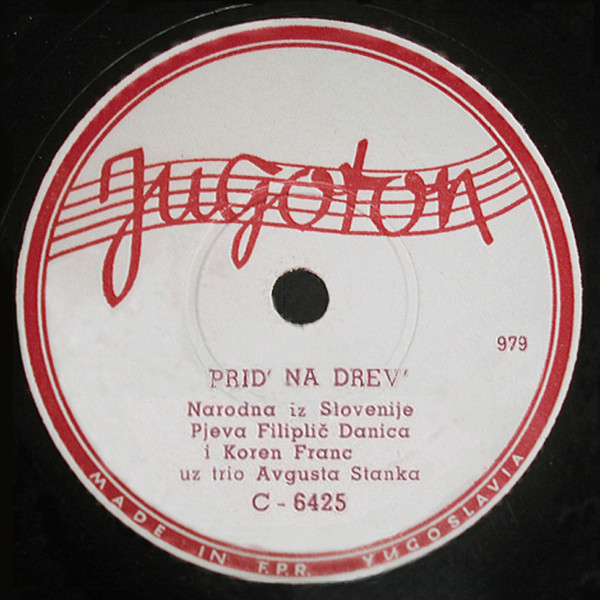 Jugoton
979
PRID' NA DREV'
Narodna iz Slovenije
Pjeva Filiplič Danica
i Koren Franc
uz trio Avgusta Stanka
C - 6425
MADE IN F.P.R. YUGOSLAVIA